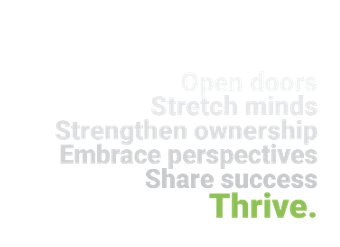 Open doors
Stretch minds
Strengthen ownership
Embrace perspectives
Share success
Thrive.